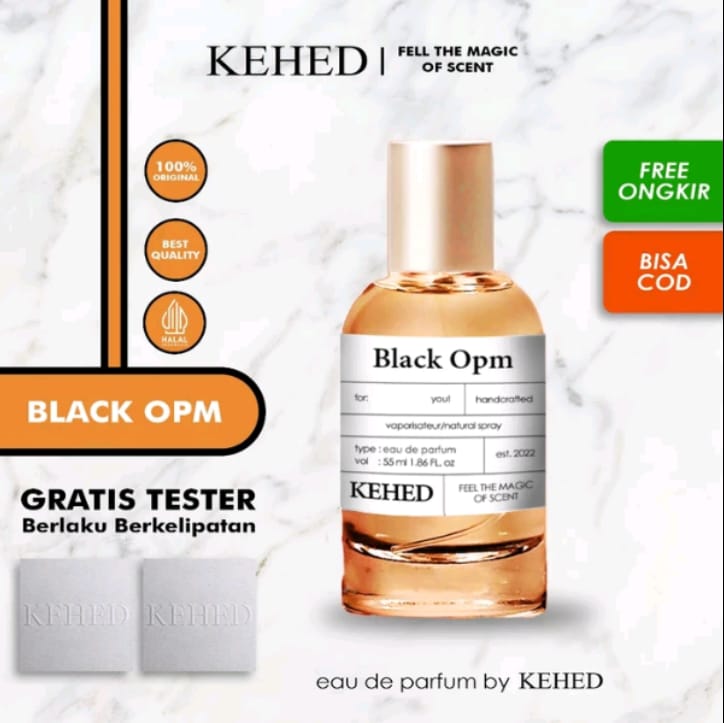 KEHED | FELL THE MAGIC
OF SCENT
100%
ORIGINAL
BEST
QUALITY
HALAL
FREE
ONGKIR
BISA
COD
BLACK OPM
GRATIS TESTER
Berlaku Berkelipatan
KEHED KEHED
Black Opm
for: you! handcrafted
vaporisateur/natural spray
type : eau de parfum
vol : 55 ml 1.86 FL. oz
est. 2022
KEHED
FEEL THE MAGIC
OF SCENT
eau de parfum by KEHED